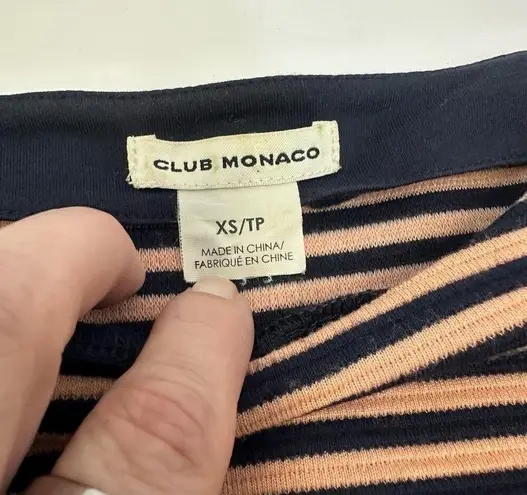 CLUB MONACO
XS/TP
MADE IN CHINA/
FABRIQUÉ EN CHINE